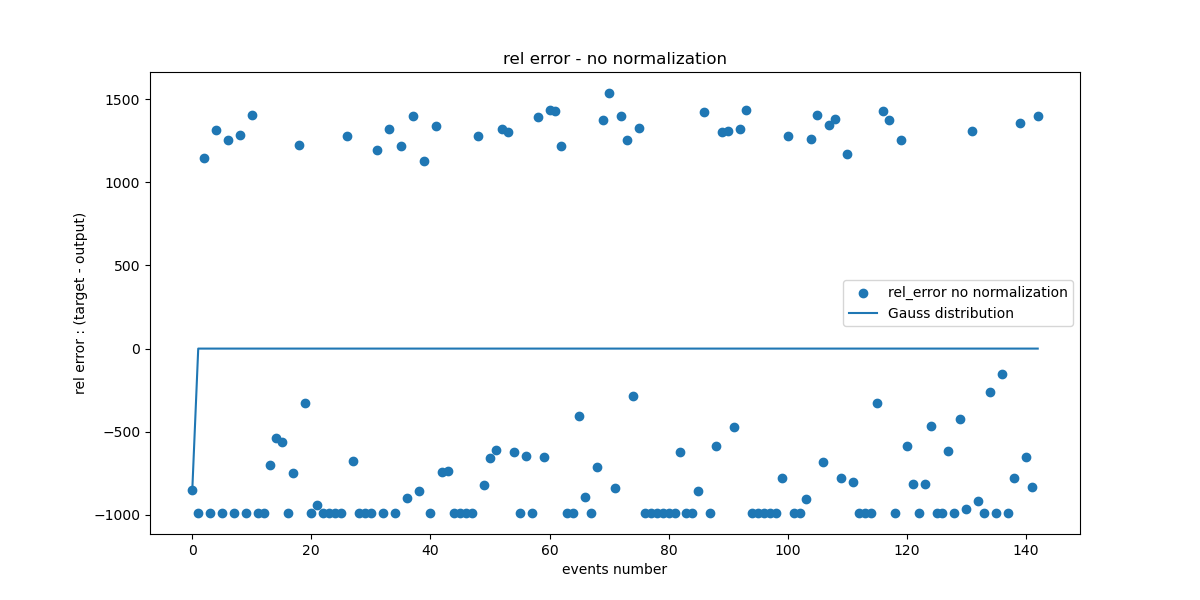 rel error - no normalization
rel error : (target - output)
1500
1000
500
0
−500
−1000
rel_error no normalization
Gauss distribution
0
20
40
60
80
100
120
140
events number